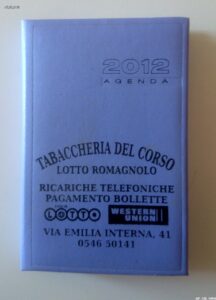 2012
AGENDA
TABACCHERIA DEL CORSO
LOTTO ROMAGNOLO
RICARICHE TELEFONICHE
PAGAMENTO BOLLETTE
LOTTO WESTERN UNION
VIA EMILIA INTERNA, 41
0546 50141